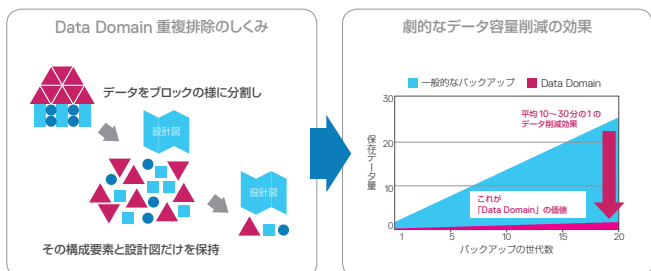 Data Domain 重複排除のしくみ
データをブロックの様に分割し
設計図
設計図
その構成要素と設計図だけを保持
劇的なデータ容量削減の効果
一般的なバックアップ
Data Domain
30
20
10
0
保存データ量
平均10〜30分の1の
データ削減効果
これが
「Data Domain」の価値
1
5
10
15
20
バックアップの世代数